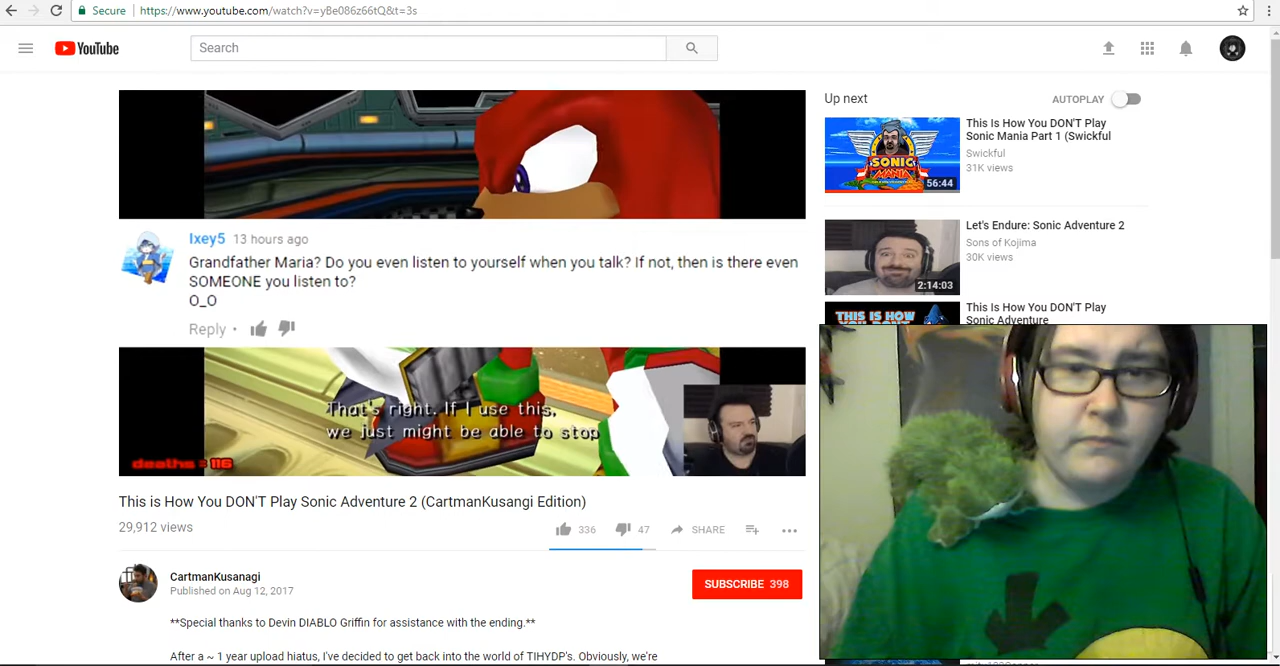 Secure https://www.youtube.com/watch?v=yBe086z66tQ&t=3s
YouTube
Search
Up next
AUTOPLAY
Ixey5 13 hours ago
Grandfather Maria? Do you even listen to yourself when you talk? If not, then is there even
SOMEONE you listen to?
O_O
Reply •
That's right. If I use this,
we just might be able to stop
deaths = 116
This is How You DON'T Play Sonic Adventure 2 (CartmanKusangi Edition)
29,912 views
336 47 SHARE
CartmanKusanagi
Published on Aug 12, 2017
SUBSCRIBE 398
**Special thanks to Devin DIABLO Griffin for assistance with the ending.**
After a ~ 1 year upload hiatus, I've decided to get back into the world of TIHYDP's. Obviously, we're
SONIC
MANIA
56:44
This Is How You DON'T Play
Sonic Mania Part 1 (Swickful
Swickful
31K views
2:14:03
Let's Endure: Sonic Adventure 2
Sons of Kojima
30K views
THIS IS HOW
YOU DON'T
This Is How You DON'T Play
Sonic Adventure